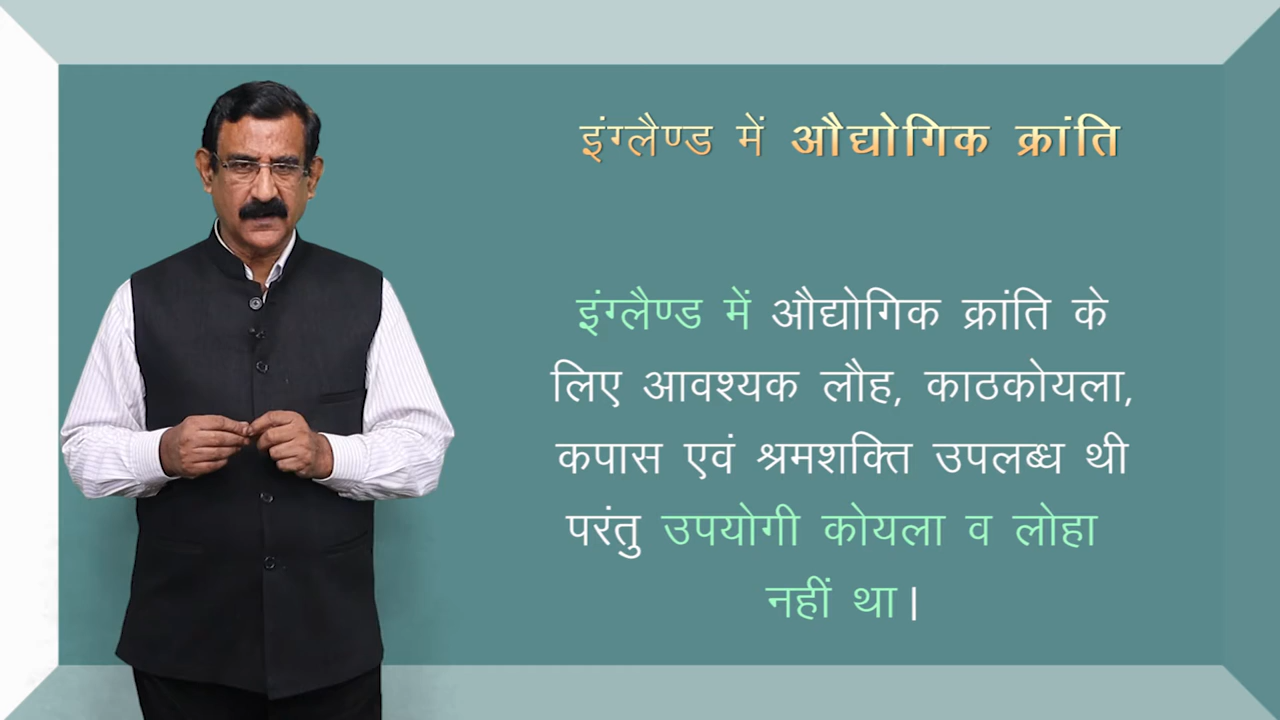 इंग्लैण्ड में औद्योगिक क्रांति
इंग्लैण्ड में औद्योगिक क्रांति के
लिए आवश्यक लौह, काठकोयला,
कपास एवं श्रमशक्ति उपलब्ध थी
परंतु उपयोगी कोयला व लोहा
नहीं था।